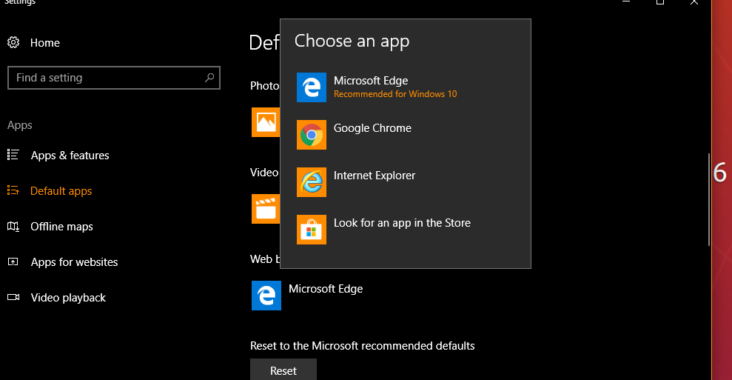 Settings
Home
Find a setting
Apps
Apps & features
Default apps
Offline maps
Apps for websites
Video playback
Def
Photo
Video
Web b
Microsoft Edge
Reset to the Microsoft recommended defaults
Reset
Choose an app
Microsoft Edge
Recommended for Windows 10
Google Chrome
Internet Explorer
Look for an app in the Store
6